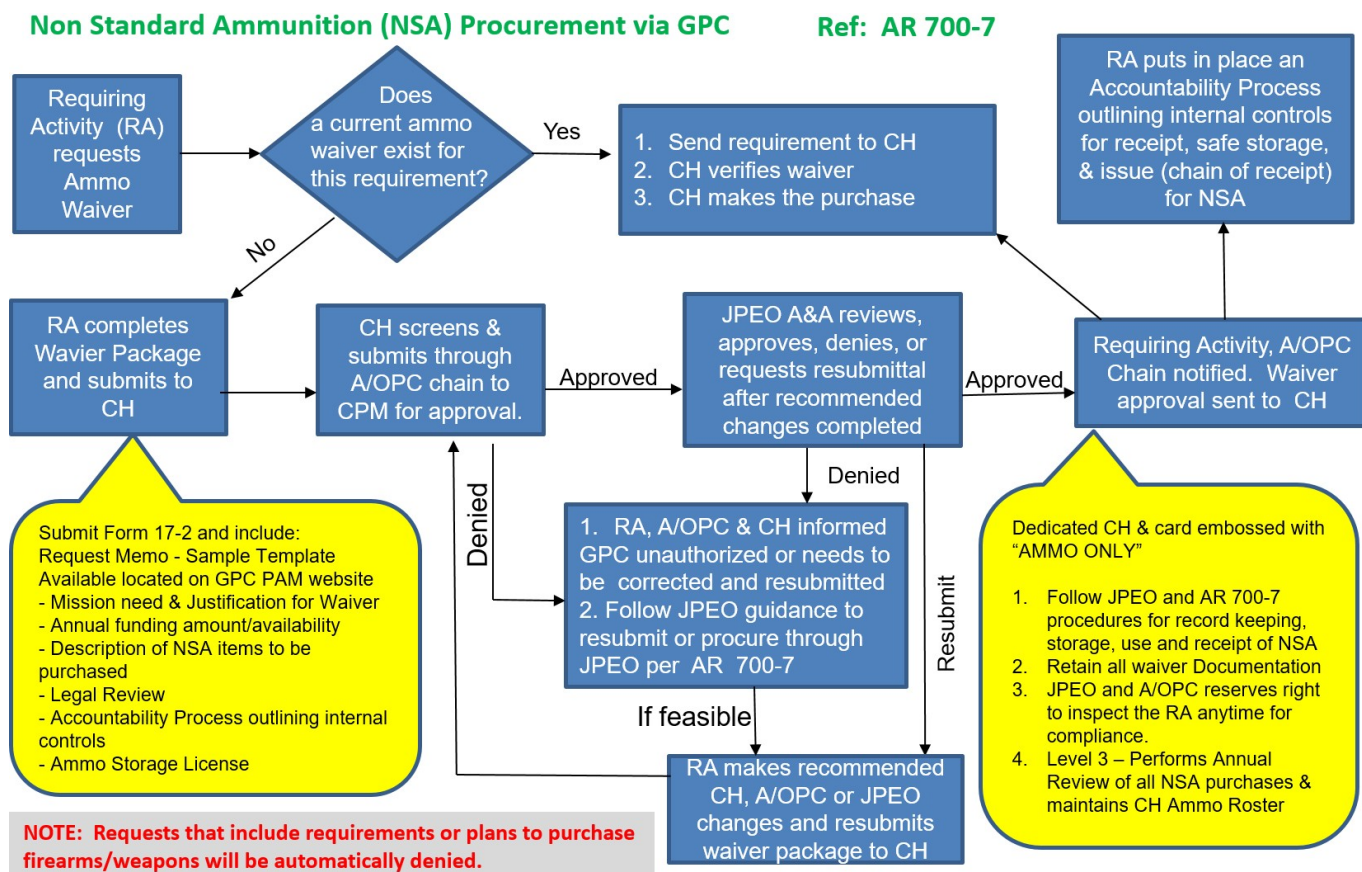 Non Standard Ammunition (NSA) Procurement via GPC
Ref: AR 700-7
Requiring
Activity (RA)
requests
Ammo
Waiver
Does
a current ammo
waiver exist for
this requirement?
Yes
1. Send requirement to CH
2. CH verifies waiver
3. CH makes the purchase
RA puts in place an
Accountability Process
outlining internal controls
for receipt, safe storage,
& issue (chain of receipt)
for NSA
No
RA completes
Wavier Package
and submits to
CH
CH screens &
submits through
A/OPC chain to
CPM for approval.
Approved
JPEO A&A reviews,
approves, denies, or
requests resubmittal
after recommended
changes completed
Approved
Requiring Activity, A/OPC
Chain notified. Waiver
approval sent to CH
Denied
Denied
Resubmit
Submit Form 17-2 and include:
Request Memo - Sample Template
Available located on GPC PAM website
- Mission need & Justification for Waiver
- Annual funding amount/availability
- Description of NSA items to be
purchased
- Legal Review
- Accountability Process outlining internal
controls
- Ammo Storage License
1. RA, A/OPC & CH informed
GPC unauthorized or needs to
be corrected and resubmitted
2. Follow JPEO guidance to
resubmit or procure through
JPEO per AR 700-7
If feasible
RA makes recommended
CH, A/OPC or JPEO
changes and resubmits
waiver package to CH
Dedicated CH & card embossed with
“AMMO ONLY”
1. Follow JPEO and AR 700-7
procedures for record keeping,
storage, use and receipt of NSA
2. Retain all waiver Documentation
3. JPEO and A/OPC reserves right
to inspect the RA anytime for
compliance.
4. Level 3 – Performs Annual
Review of all NSA purchases &
maintains CH Ammo Roster
NOTE: Requests that include requirements or plans to purchase
firearms/weapons will be automatically denied.